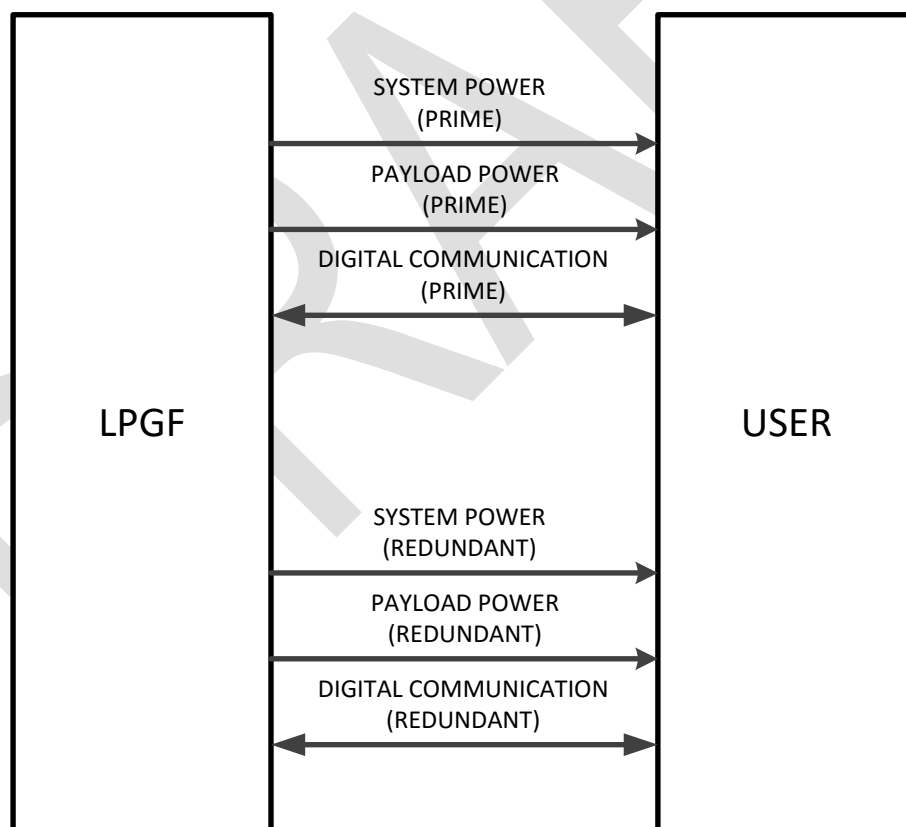 SYSTEM POWER
(PRIME)
PAYLOAD POWER
(PRIME)
DIGITAL COMMUNICATION
(PRIME)
LPGF
USER
SYSTEM POWER
(REDUNDANT)
PAYLOAD POWER
(REDUNDANT)
DIGITAL COMMUNICATION
(REDUNDANT)